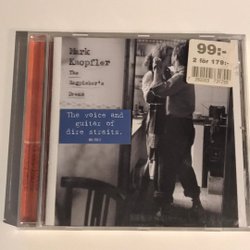 Mark
Knopfler
The
Ragpicker's
Dream
The voice and
guitar of
dire straits.
99:-
2 för 179:-